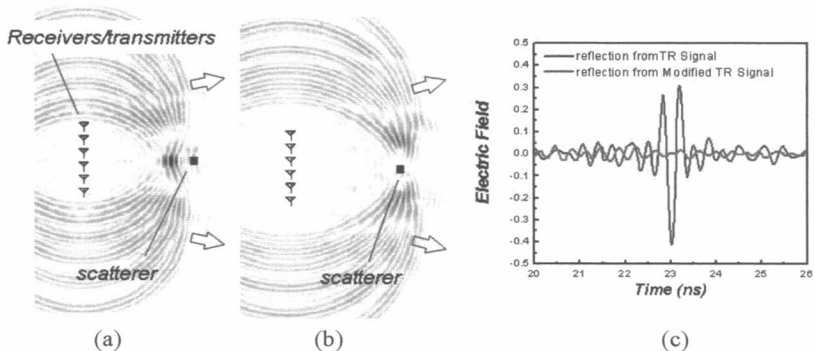 Receivers/transmitters
scatterer
(a)
scatterer
(b)
Electric Field
0.5
0.4
0.3
0.2
0.1
0.0
-0.1
-0.2
-0.3
-0.4
-0.5
reflection fromTR Signal
reflection from Modified TR Signal
20 21 22 23 24 25 26
Time (ns)
(c)